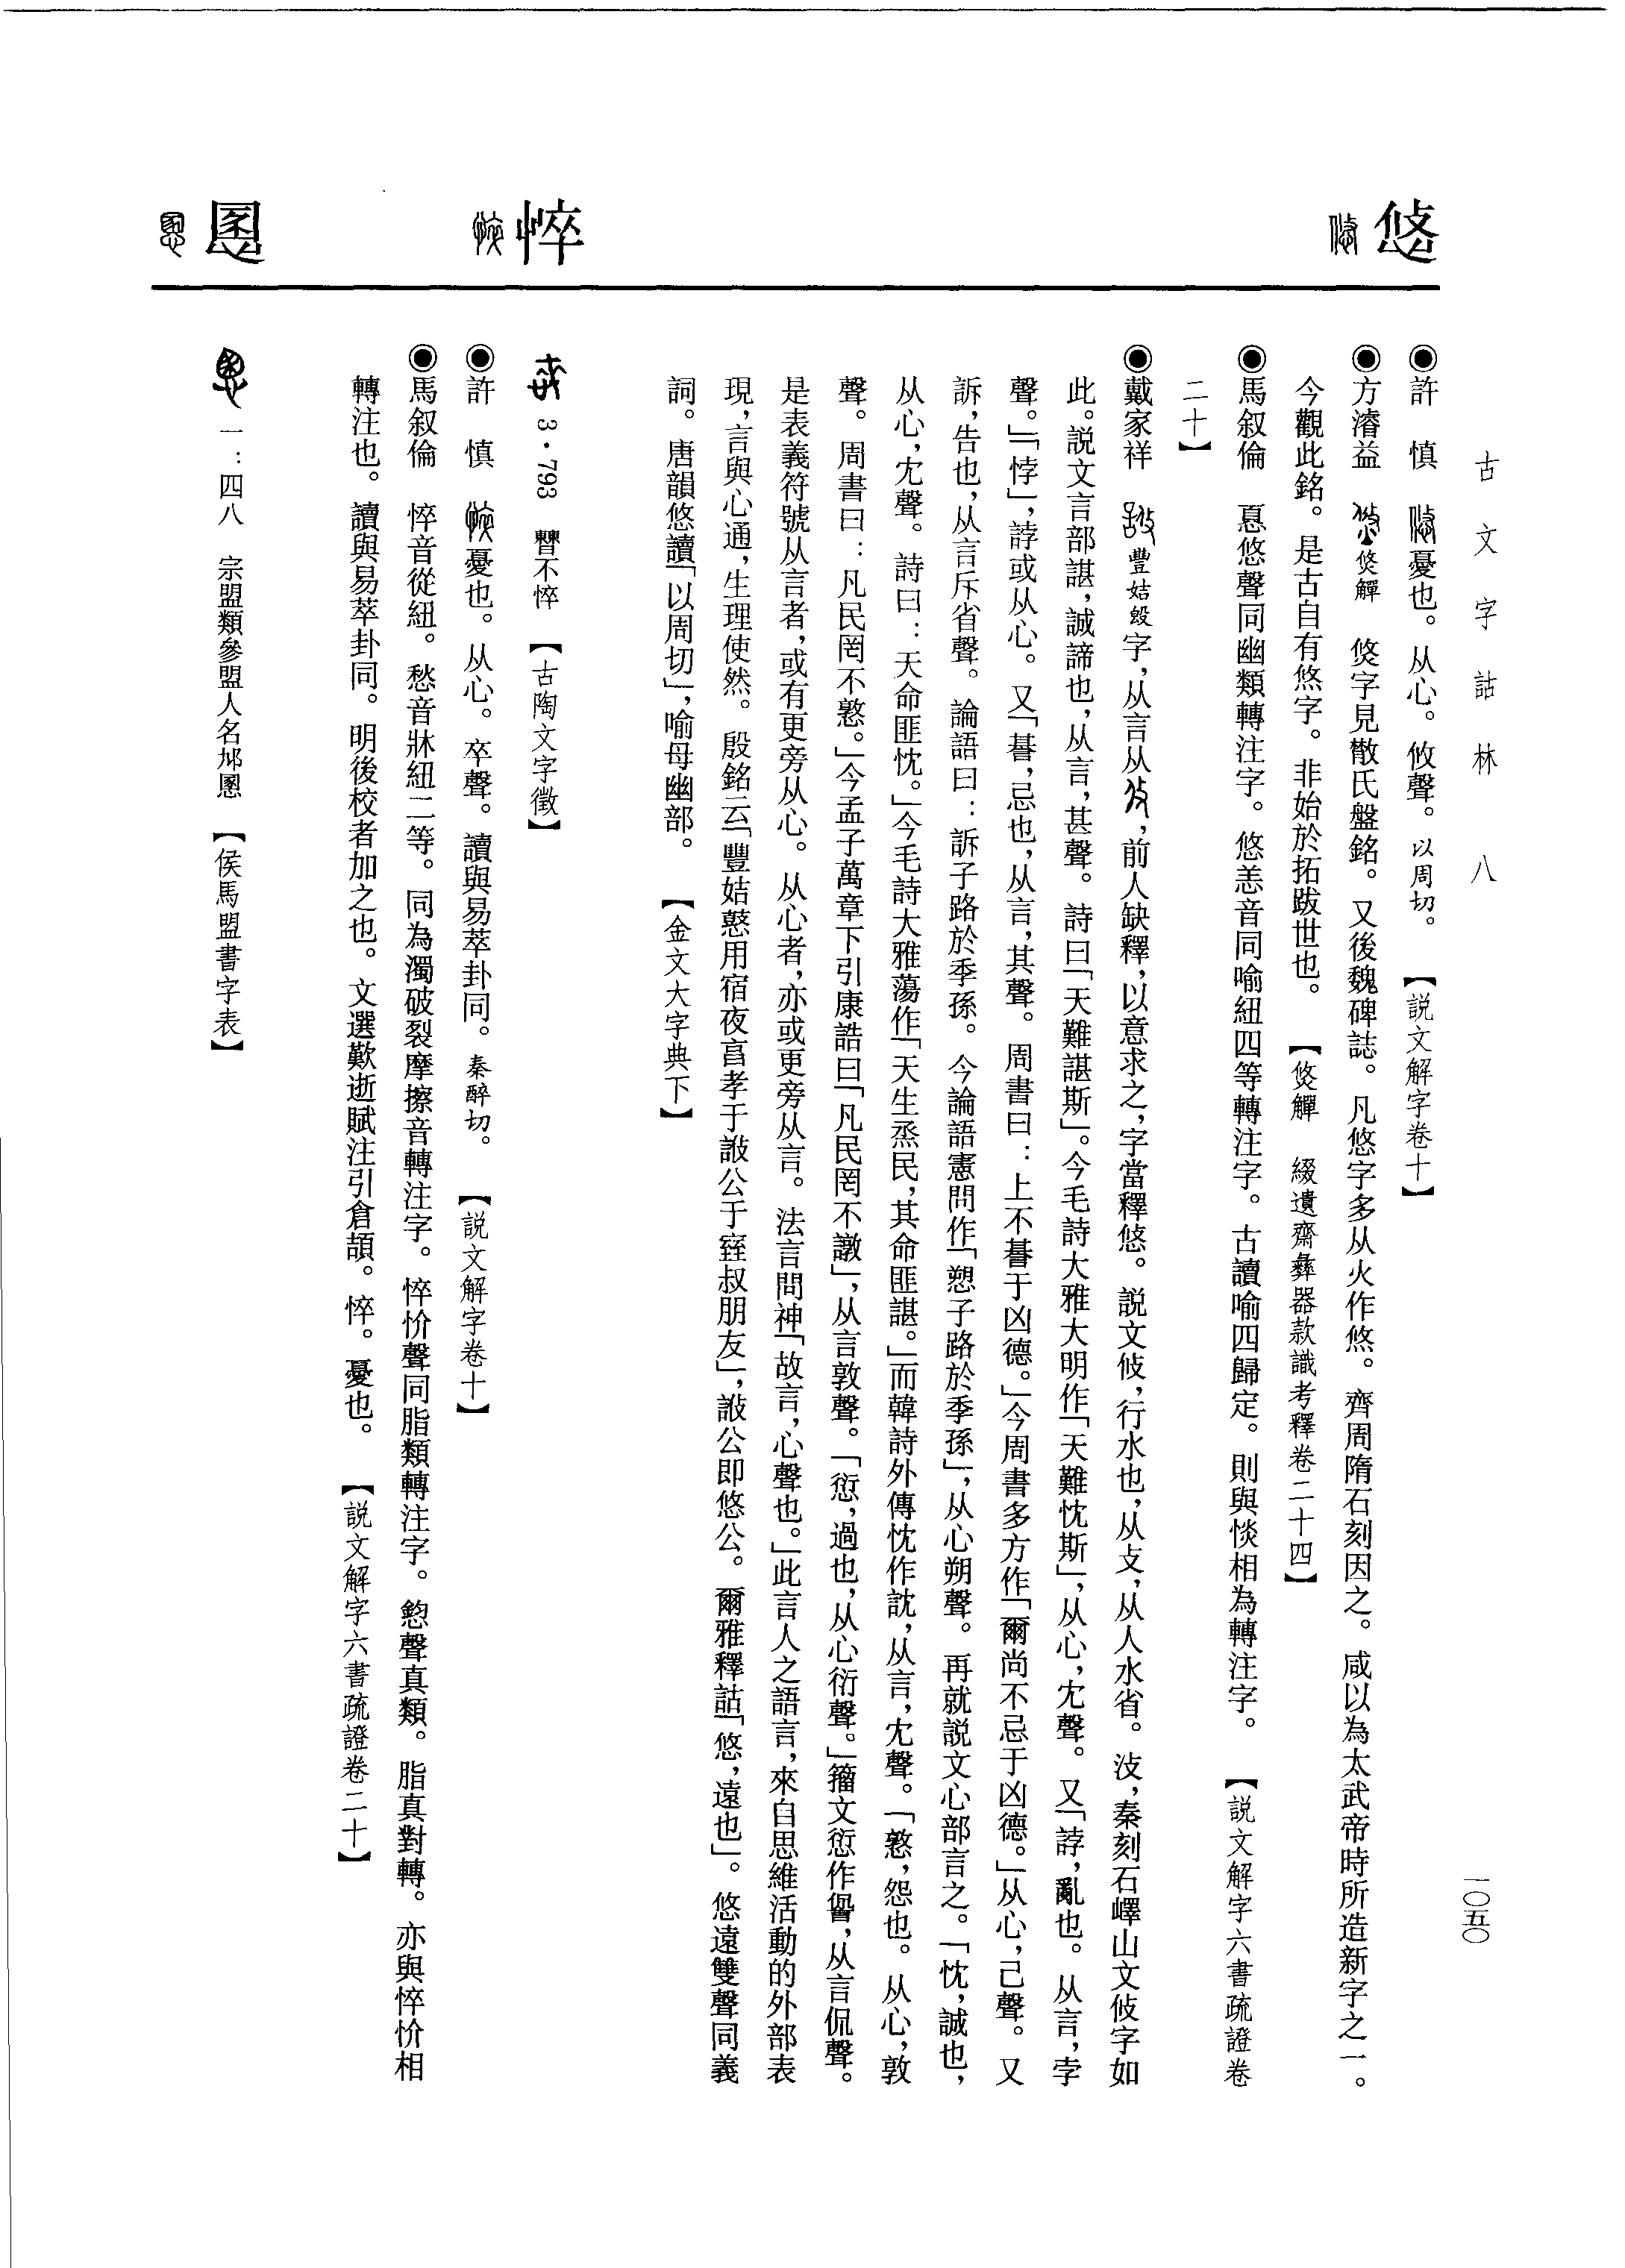 古文字詁林 八
一〇五〇
悠
◉許 慎 憂也。从心。攸聲。以周切。【説文解字卷十】
◉方濬益 悠觶 悠字見散氏盤銘。又後魏碑誌。凡悠字多从火作焂。齊周隋石刻因之。咸以為太武帝時所造新字之一。
今觀此銘。是古自有焂字。非始於拓跋世也。【悠觶 綴遺齋彝器款識考釋卷二十四】
◉馬叙倫 悳悠聲同幽類轉注字。悠恙音同喻紐四等轉注字。古讀喻四歸定。則與惔相為轉注字。【説文解字六書疏證卷
二十】
◉戴家祥 豐姞𣪘字,从言从,前人缺釋,以意求之,字當釋悠。説文攸,行水也,从攴,从人水省。汥,秦刻石嶧山文攸字如
此。説文言部諶,誠諦也,从言,甚聲。詩曰「天難諶斯」。今毛詩大雅大明作「天難忱斯」,从心,冘聲。又「誖,亂也。从言,孛
聲。」「悖」,誖或从心。又「諅,忌也,从言,其聲。周書曰:上不諅于凶德。」今周書多方作「爾尚不忌于凶德。」从心,己聲。又
訴,告也,从言斥省聲。論語曰:訴子路於季孫。今論語憲問作「愬子路於季孫」,从心朔聲。再就説文心部言之。「忱,誠也,
从心,冘聲。詩曰:天命匪忱。」今毛詩大雅蕩作「天生烝民,其命匪諶。」而韓詩外傳忱作訦,从言,冘聲。「憝,怨也。从心,敦
聲。周書曰:凡民罔不憝。」今孟子萬章下引康誥曰「凡民罔不譈」,从言敦聲。「愆,過也,从心衍聲。」籀文愆作諐,从言侃聲。
是表義符號从言者,或有更旁从心。从心者,亦或更旁从言。法言問神「故言,心聲也。」此言人之語言,來自思維活動的外部表
現,言與心通,生理使然。殷銘云「豐姞憼用宿夜亯孝于公于叔朋友」,公即悠公。爾雅釋詁「悠,遠也」。悠遠雙聲同義
詞。唐韻悠讀「以周切」,喻母幽部。【金文大字典下】
悴
3·793 瞽不悴 【古陶文字徵】
◉許 慎 憂也。从心。卒聲。讀與易萃卦同。秦醉切。【説文解字卷十】
◉馬叙倫 悴音從紐。愁音牀紐二等。同為濁破裂摩擦音轉注字。悴忦聲同脂類轉注字。愸聲真類。脂真對轉。亦與悴忦相
轉注也。讀與易萃卦同。明後校者加之也。文選歎逝賦注引倉頡。悴。憂也。【説文解字六書疏證卷二十】
慁
一:四八 宗盟類參盟人名邥慁 【侯馬盟書字表】